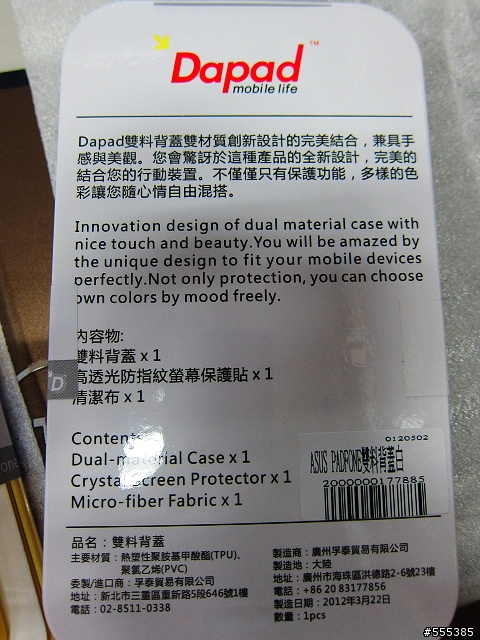 Dapad™
mobile life
Dapad雙料背蓋雙材質創新設計的完美結合，兼具手
感與美觀。您會驚訝於這種產品的全新設計，完美的
結合您的行動裝置。不僅僅只有保護功能，多樣的色
彩讓您隨心情自由混搭。
Innovation design of dual material case with
nice touch and beauty.You will be amazed by
the unique design to fit your mobile devices
perfectly.Not only protection, you can choose
own colors by mood freely.
內容物:
雙料背蓋 x 1
高透光防指紋螢幕保護貼 x 1
清潔布 x 1
Content
Dual-material Case x 1
Crystal Screen Protector x 1
Micro-fiber Fabric x 1
0120502
ASUS PADFONE雙料背蓋白
2000000177885
品名：雙料背蓋
主要材質：熱塑性聚胺基甲酸酯(TPU)、
聚氯乙烯(PVC)
委製/進口商：孚泰貿易有限公司
地址：新北市三重區重新路5段646號1樓
電話：02-8511-0338
製造商：廣州孚泰貿易有限公司
製造地：大陸
地址：廣州市海珠區洪德路2-6號23樓
電話：+86 20 83177856
製造日期：2012年3月22日
數量：1pcs
#555385